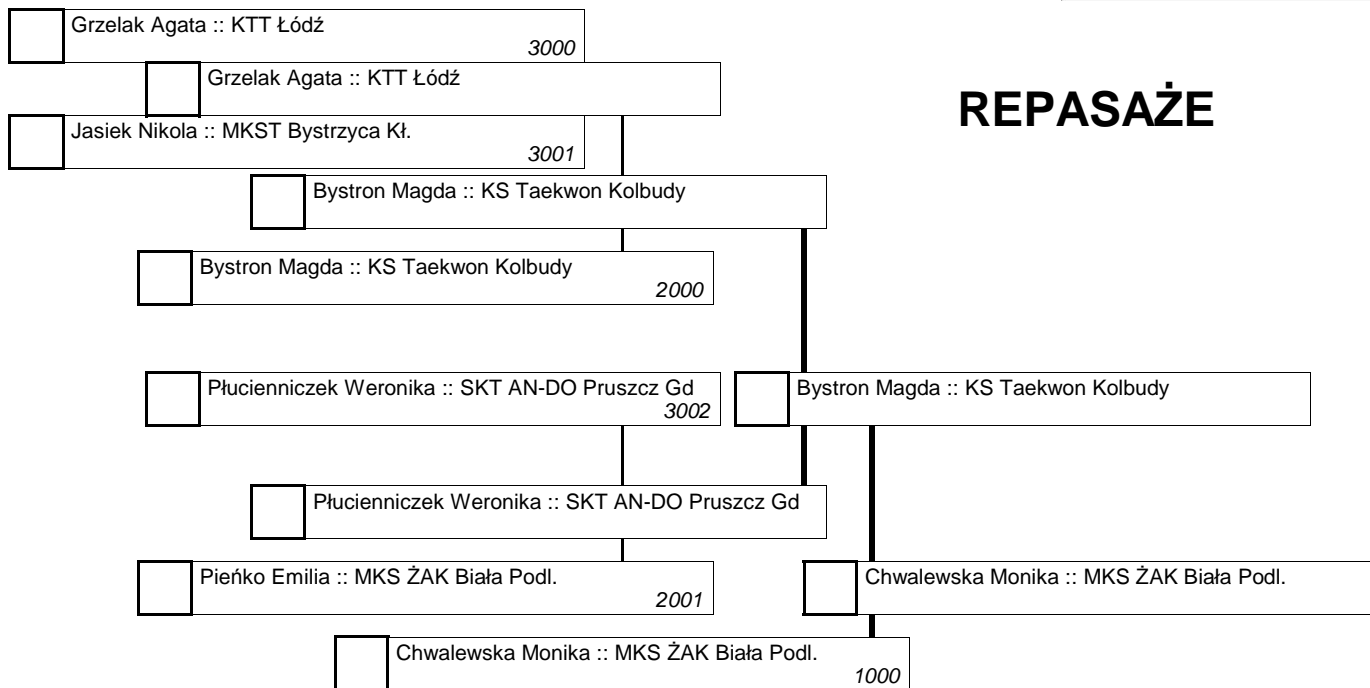 Grzelak Agata :: KTT Łódź
3000
Grzelak Agata :: KTT Łódź
REPASAŻE
Jasiek Nikola :: MKST Bystrzyca Kł.
3001
Bystron Magda :: KS Taekwon Kolbudy
Bystron Magda :: KS Taekwon Kolbudy
2000
Płucienniczek Weronika :: SKT AN-DO Pruszcz Gd
3002
Bystron Magda :: KS Taekwon Kolbudy
Płucienniczek Weronika :: SKT AN-DO Pruszcz Gd
Pieńko Emilia :: MKS ŻAK Biała Podl.
2001
Chwalewska Monika :: MKS ŻAK Biała Podl.
Chwalewska Monika :: MKS ŻAK Biała Podl.
1000